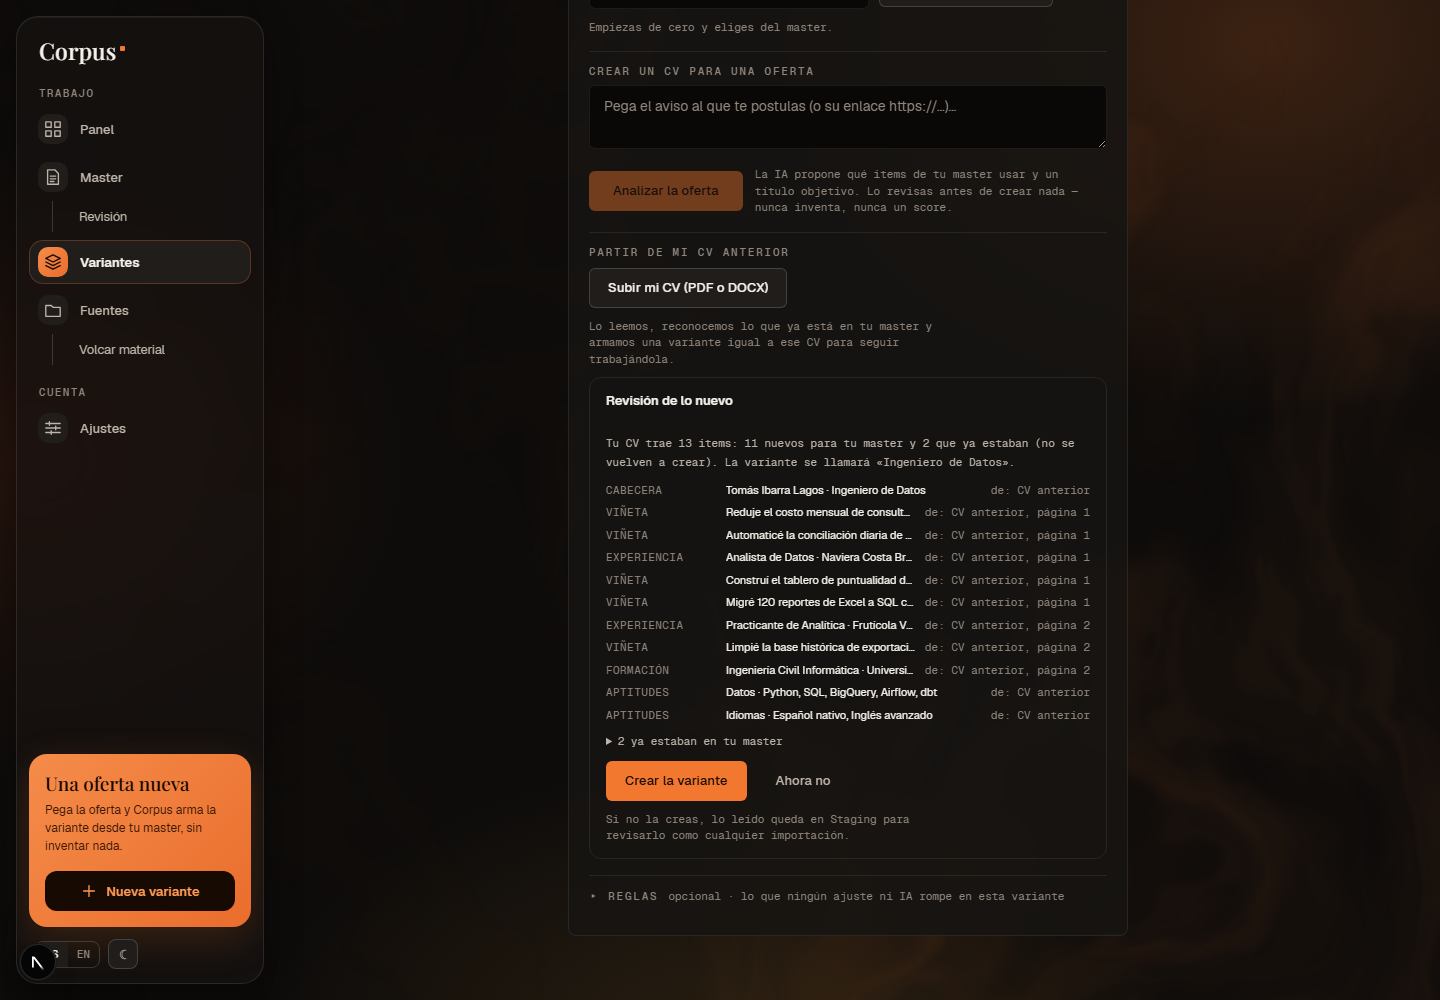 Corpus
TRABAJO
Panel
Master
Revisión
Variantes
Fuentes
Volcar material
CUENTA
Ajustes
Una oferta nueva
Pega la oferta y Corpus arma la
variante desde tu master, sin
inventar nada.
Nueva variante
EN
Empiezas de cero y eliges del master.
CREAR UN CV PARA UNA OFERTA
Pega el aviso al que te postulas (o su enlace https://…)…
Analizar la oferta
La IA propone qué ítems de tu master usar y un
título objetivo. Lo revisas antes de crear nada —
nunca inventa, nunca un score.
PARTIR DE MI CV ANTERIOR
Subir mi CV (PDF o DOCX)
Lo leemos, reconocemos lo que ya está en tu master y
armamos una variante igual a ese CV para seguir
trabajándola.
Revisión de lo nuevo
Tu CV trae 13 ítems: 11 nuevos para tu master y 2 que ya estaban (no se
vuelven a crear). La variante se llamará «Ingeniero de Datos».
CABECERA Tomás Ibarra Lagos · Ingeniero de Datos de: CV anterior
VIÑETA Reduje el costo mensual de consult… de: CV anterior, página 1
VIÑETA Automaticé la conciliación diaria de … de: CV anterior, página 1
EXPERIENCIA Analista de Datos · Naviera Costa Br… de: CV anterior, página 1
VIÑETA Construí el tablero de puntualidad d… de: CV anterior, página 1
VIÑETA Migré 120 reportes de Excel a SQL c… de: CV anterior, página 1
EXPERIENCIA Practicante de Analítica · Frutícola V… de: CV anterior, página 2
VIÑETA Limpié la base histórica de exportaci… de: CV anterior, página 2
FORMACIÓN Ingeniería Civil Informática · Universi… de: CV anterior, página 2
APTITUDES Datos · Python, SQL, BigQuery, Airflow, dbt de: CV anterior
APTITUDES Idiomas · Español nativo, Inglés avanzado de: CV anterior
2 ya estaban en tu master
Crear la variante
Ahora no
Si no la creas, lo leído queda en Staging para
revisarlo como cualquier importación.
REGLAS opcional · lo que ningún ajuste ni IA rompe en esta variante